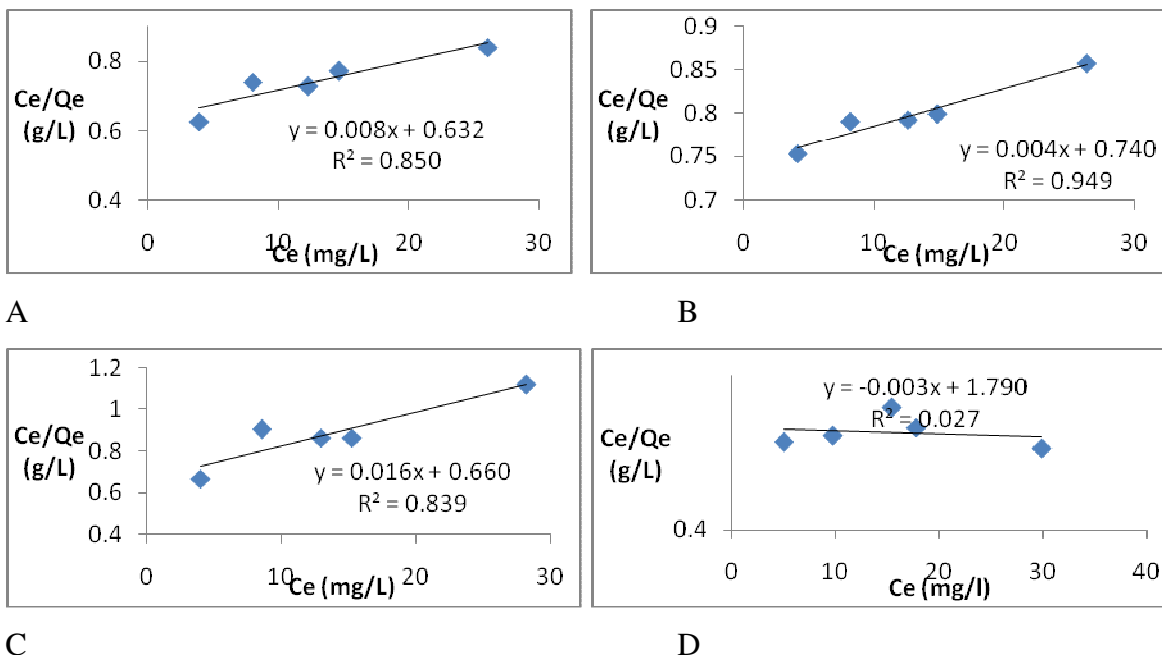 0.8
0.6
0.4
Ce/Qe
(g/L)
y = 0.008x + 0.632
R² = 0.850
0
10
20
30
Ce (mg/L)
0.9
0.85
0.8
0.75
0.7
Ce/Qe
(g/L)
y = 0.004x + 0.740
R² = 0.949
0
10
20
30
Ce (mg/L)
A
B
1.2
1
0.8
0.6
0.4
Ce/Qe
(g/L)
y = 0.016x + 0.660
R² = 0.839
0
10
20
30
Ce (mg/L)
y = -0.003x + 1.790
R² = 0.027
Ce/Qe
(g/L)
0.4
0
10
20
30
40
Ce (mg/l)
C
D